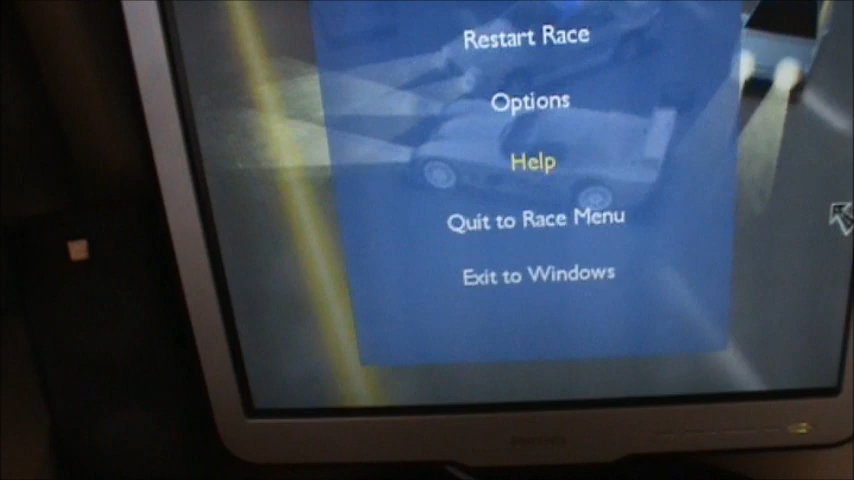 Restart Race
Options
Help
Quit to Race Menu
Exit to Windows